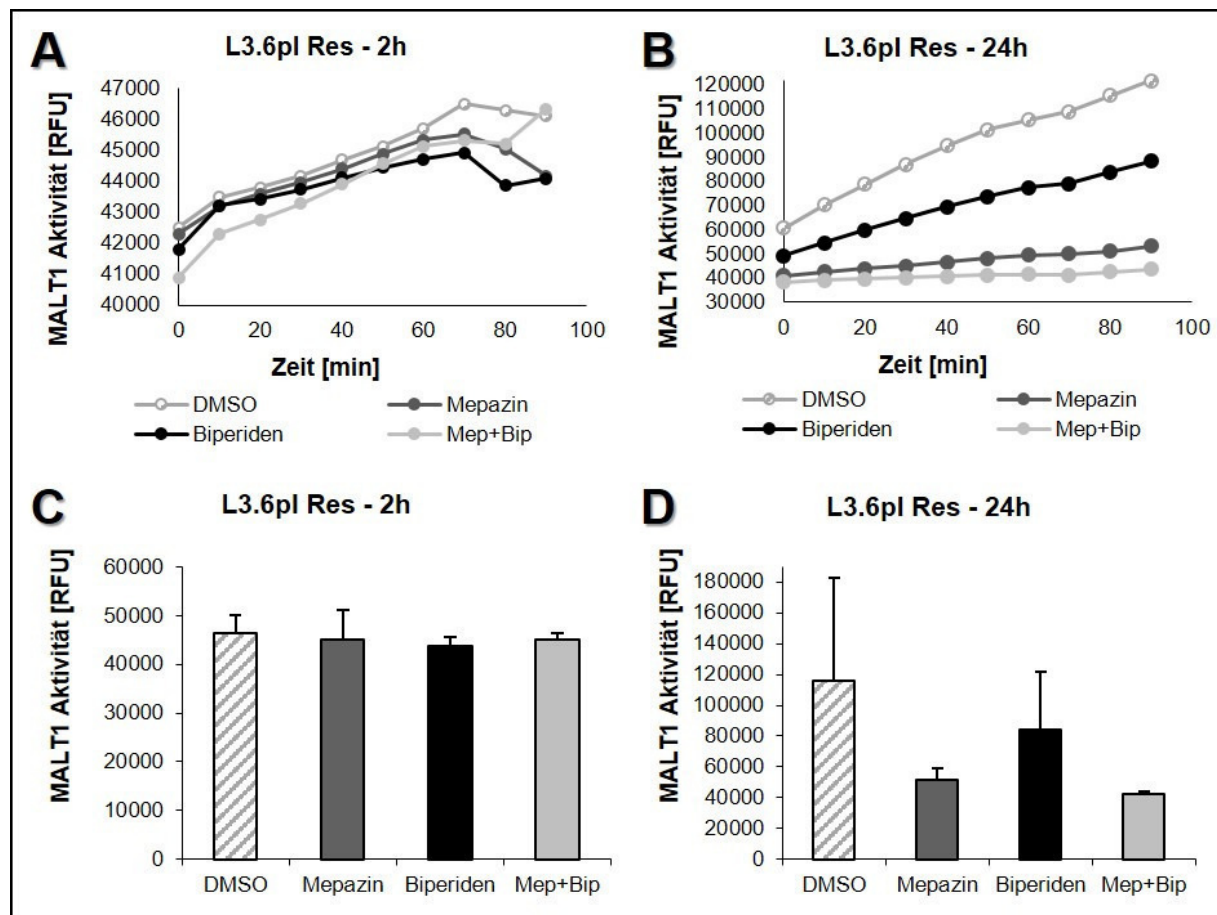 A
L3.6pl Res - 2h
MALT1 Aktivität [RFU]
47000
46000
45000
44000
43000
42000
41000
40000
0 20 40 60 80 100
Zeit [min]
DMSO Mepazin
Biperiden Mep+Bip
B
L3.6pl Res - 24h
MALT1 Aktivität [RFU]
120000
110000
100000
90000
80000
70000
60000
50000
40000
30000
0 20 40 60 80 100
Zeit [min]
DMSO Mepazin
Biperiden Mep+Bip
C
L3.6pl Res - 2h
MALT1 Aktivität [RFU]
60000
50000
40000
30000
20000
10000
0
DMSO Mepazin Biperiden Mep+Bip
D
L3.6pl Res - 24h
MALT1 Aktivität [RFU]
180000
160000
140000
120000
100000
80000
60000
40000
20000
0
DMSO Mepazin Biperiden Mep+Bip